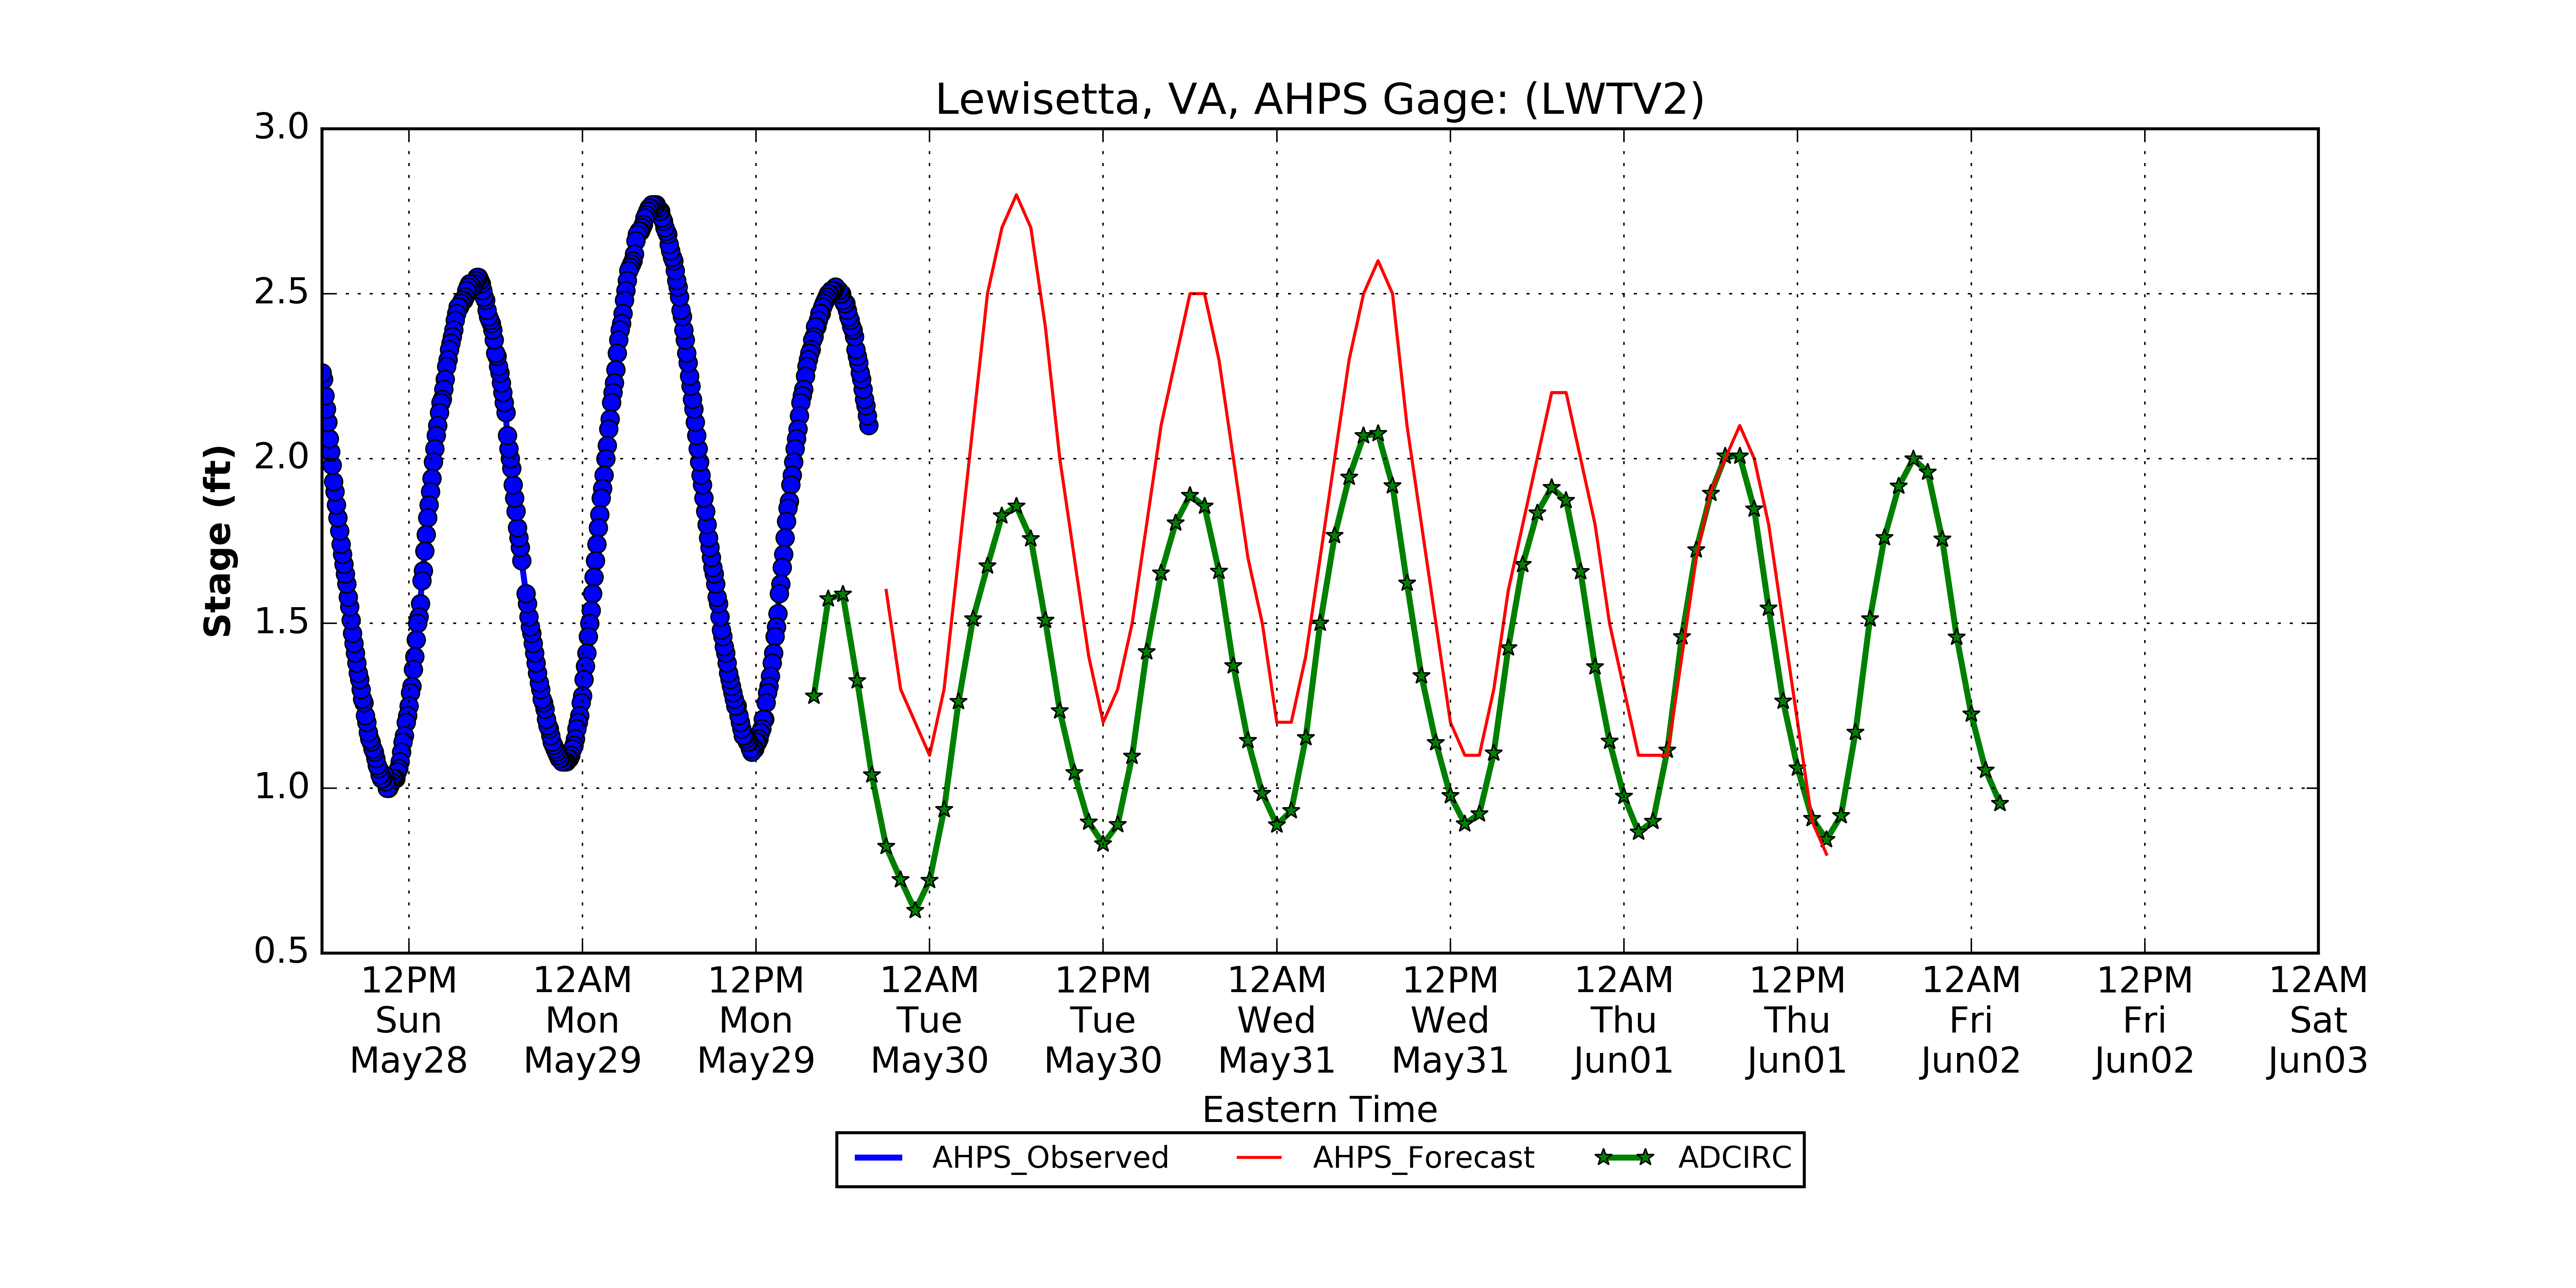 Lewisetta, VA, AHPS Gage: (LWTV2)
3.0
2.5
2.0
1.5
1.0
0.5
Stage (ft)
12PM 12AM 12PM 12AM 12PM 12AM 12PM 12AM 12PM 12AM 12PM 12AM
Sun Mon Mon Tue Tue Wed Wed Thu Thu Fri Fri Sat
May28 May29 May29 May30 May30 May31 May31 Jun01 Jun01 Jun02 Jun02 Jun03
Eastern Time
AHPS_Observed AHPS_Forecast ADCIRC